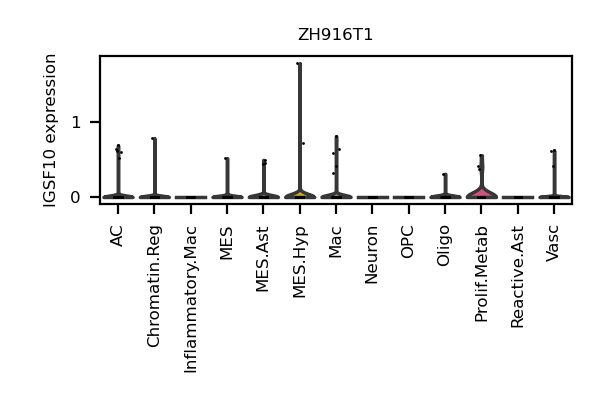 ZH916T1
IGSF10 expression
1
0
AC
Chromatin.Reg
Inflammatory.Mac
MES
MES.Ast
MES.Hyp
Mac
Neuron
OPC
Oligo
Prolif.Metab
Reactive.Ast
Vasc